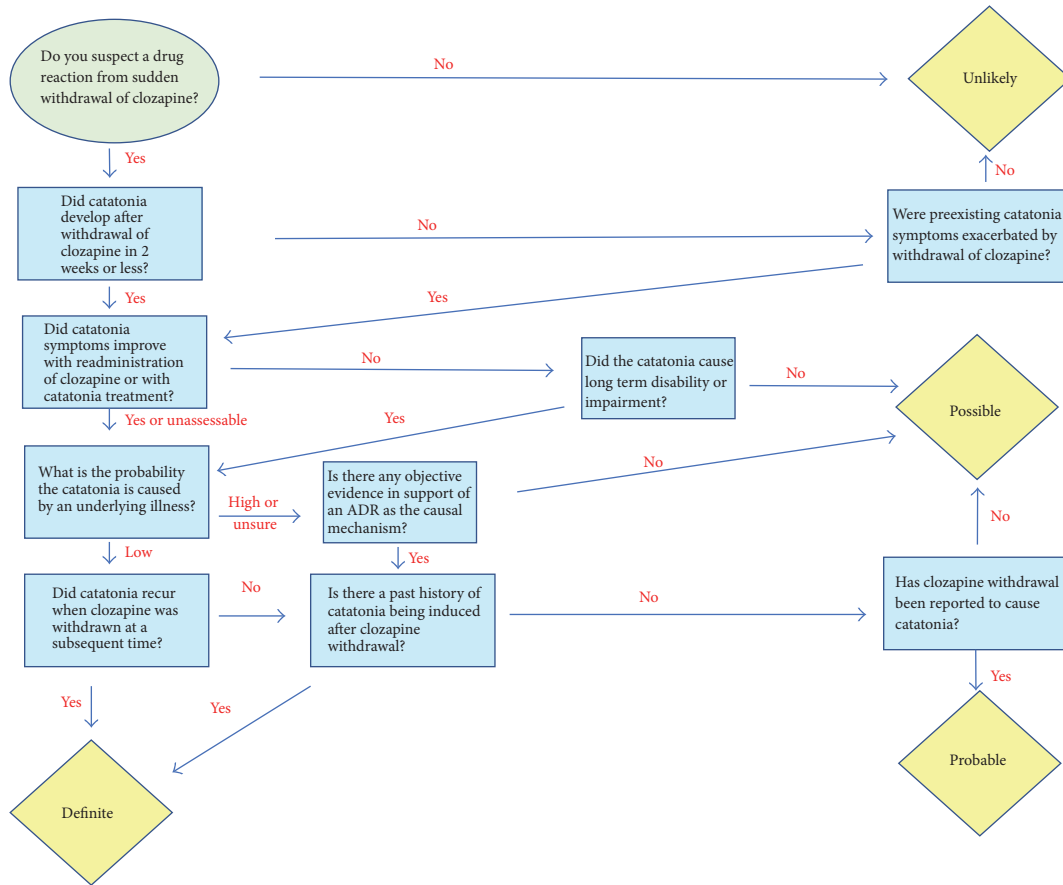 Do you suspect a drug
reaction from sudden
withdrawal of clozapine?
No
Unlikely
Yes
No
Did catatonia
develop after
withdrawal of
clozapine in 2
weeks or less?
No
Were preexisting catatonia
symptoms exacerbated by
withdrawal of clozapine?
Yes
Yes
Did catatonia
symptoms improve
with readministration
of clozapine or with
catatonia treatment?
No
Did the catatonia cause
long term disability or
impairment?
No
Possible
Yes or unassessable
Yes
What is the probability
the catatonia is caused
by an underlying illness?
High or
unsure
Is there any objective
evidence in support of
an ADR as the causal
mechanism?
No
No
Low
Yes
Did catatonia recur
when clozapine was
withdrawn at a
subsequent time?
No
Is there a past history of
catatonia being induced
after clozapine
withdrawal?
No
Has clozapine withdrawal
been reported to cause
catatonia?
Yes
Yes
Yes
Definite
Probable